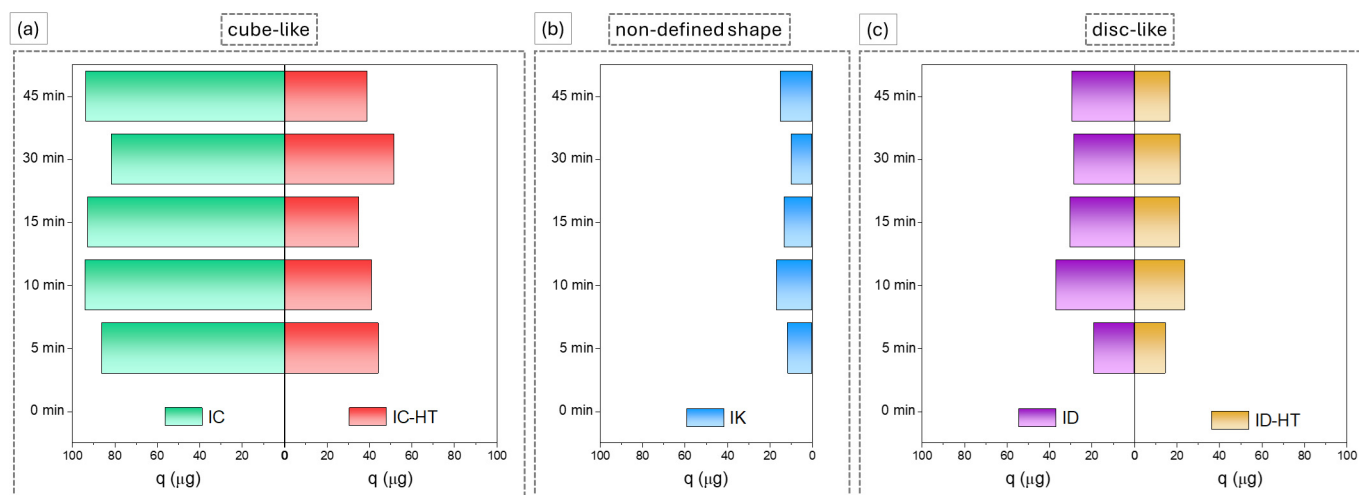 (a)
cube-like
45 min
30 min
15 min
10 min
5 min
0 min
IC
IC-HT
100 80 60 40 20 0 20 40 60 80 100
q (μg) q (μg)
(b)
non-defined shape
45 min
30 min
15 min
10 min
5 min
0 min
IK
100 80 60 40 20 0
q (μg)
(c)
disc-like
45 min
30 min
15 min
10 min
5 min
0 min
ID
ID-HT
100 80 60 40 20 0 20 40 60 80 100
q (μg) q (μg)